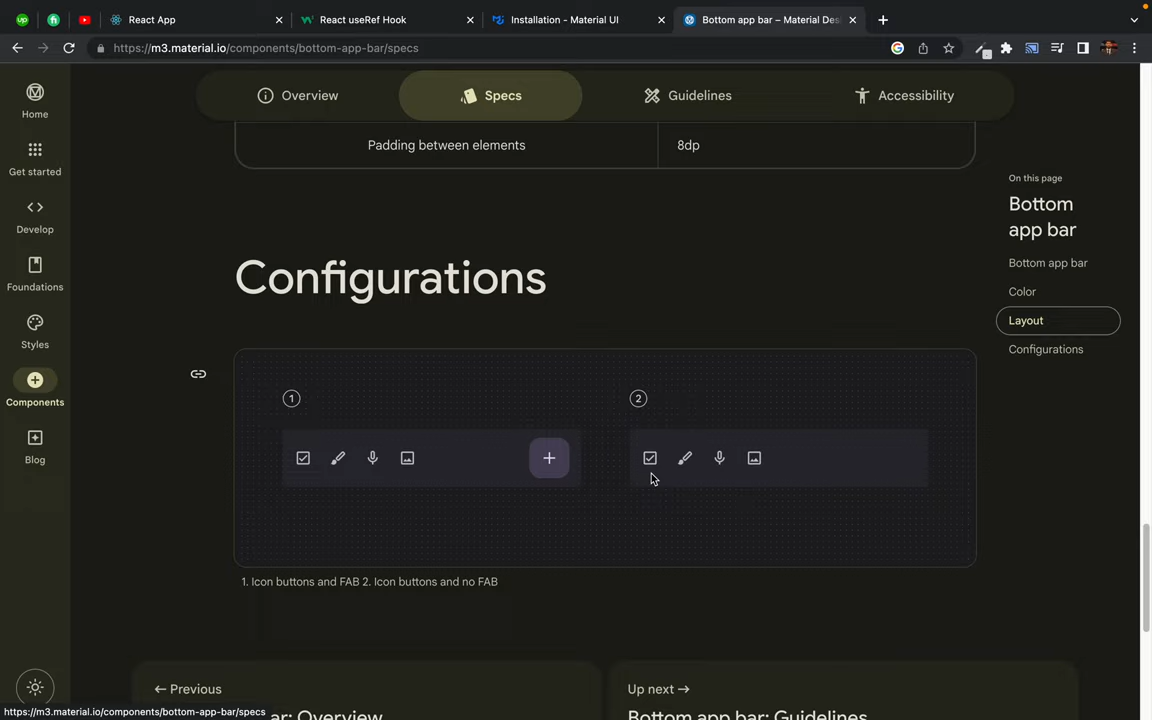 React App
React useRef Hook
Installation - Material UI
Bottom app bar – Material Des
https://m3.material.io/components/bottom-app-bar/specs
Home
Get started
Develop
Foundations
Styles
Components
Blog
Overview
Specs
Guidelines
Accessibility
Padding between elements
8dp
Configurations
1
2
1. Icon buttons and FAB 2. Icon buttons and no FAB
On this page
Bottom
app bar
Bottom app bar
Color
Layout
Configurations
← Previous
Up next →
Bottom app bar: Guidelines
https://m3.material.io/components/bottom-app-bar/specs